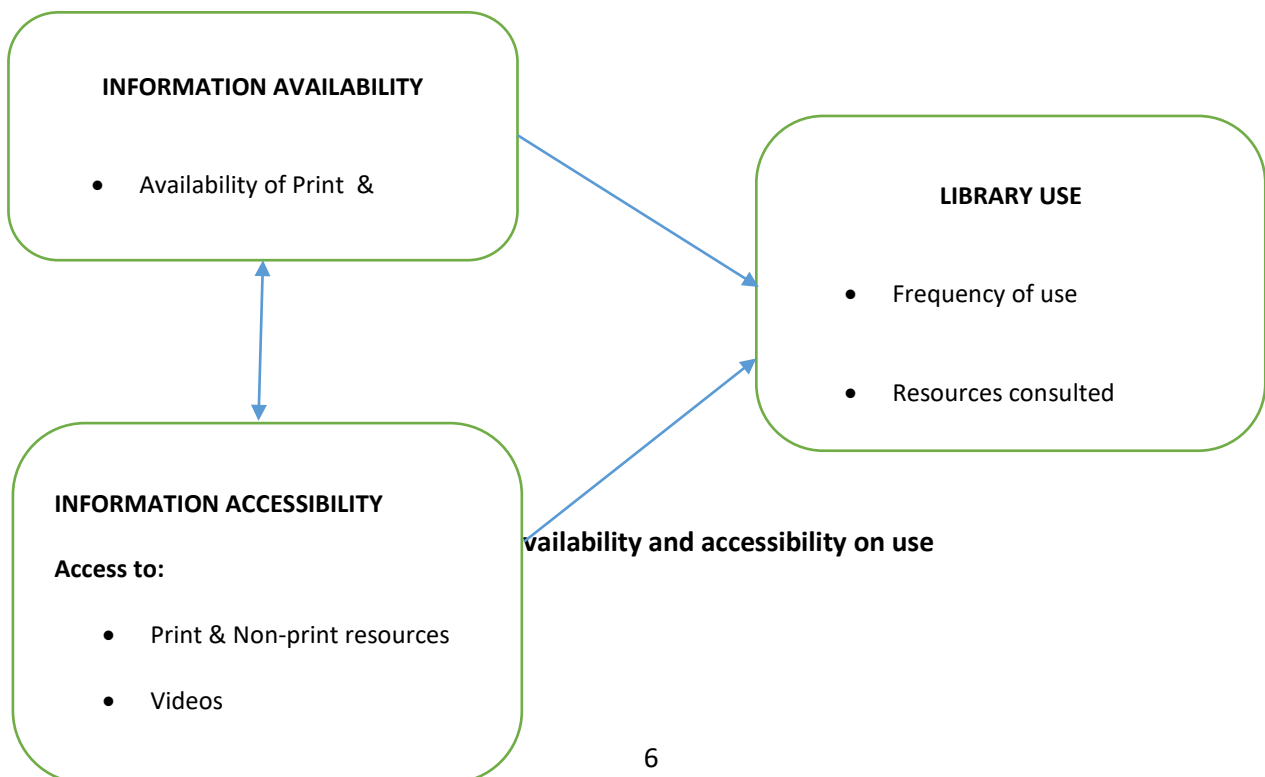 INFORMATION AVAILABILITY
• Availability of Print &
LIBRARY USE
• Frequency of use
• Resources consulted
INFORMATION ACCESSIBILITY
Access to:
• Print & Non-print resources
• Videos
vailability and accessibility on use
6